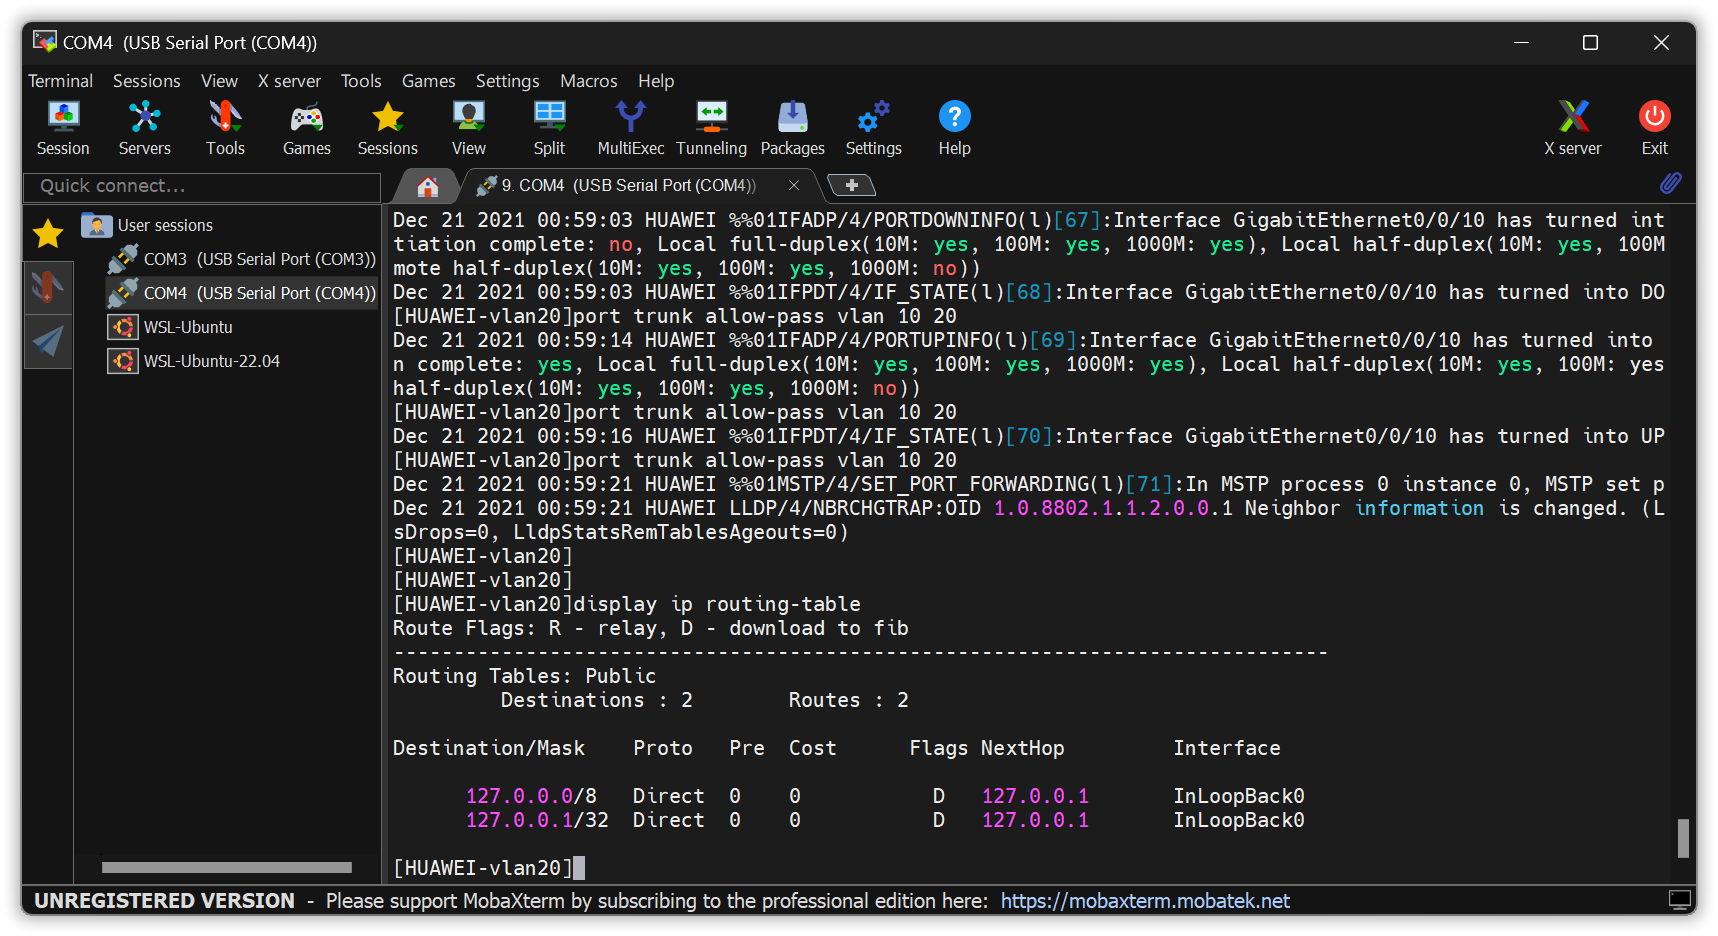 COM4  (USB Serial Port (COM4))
Terminal  Sessions  View  X server  Tools  Games  Settings  Macros  Help
Session  Servers  Tools  Games  Sessions  View  Split  MultiExec  Tunneling  Packages  Settings  Help  X server  Exit
Quick connect...
9. COM4  (USB Serial Port (COM4))
User sessions
COM3  (USB Serial Port (COM3))
COM4  (USB Serial Port (COM4))
WSL-Ubuntu
WSL-Ubuntu-22.04
Dec 21 2021 00:59:03 HUAWEI %%01IFADP/4/PORTDOWNINFO(l)[67]:Interface GigabitEthernet0/0/10 has turned int
tiation complete: no, Local full-duplex(10M: yes, 100M: yes, 1000M: yes), Local half-duplex(10M: yes, 100M
mote half-duplex(10M: yes, 100M: yes, 1000M: no))
Dec 21 2021 00:59:03 HUAWEI %%01IFPDT/4/IF_STATE(l)[68]:Interface GigabitEthernet0/0/10 has turned into DO
[HUAWEI-vlan20]port trunk allow-pass vlan 10 20
Dec 21 2021 00:59:14 HUAWEI %%01IFADP/4/PORTUPINFO(l)[69]:Interface GigabitEthernet0/0/10 has turned into
n complete: yes, Local full-duplex(10M: yes, 100M: yes, 1000M: yes), Local half-duplex(10M: yes, 100M: yes
half-duplex(10M: yes, 100M: yes, 1000M: no))
[HUAWEI-vlan20]port trunk allow-pass vlan 10 20
Dec 21 2021 00:59:16 HUAWEI %%01IFPDT/4/IF_STATE(l)[70]:Interface GigabitEthernet0/0/10 has turned into UP
[HUAWEI-vlan20]port trunk allow-pass vlan 10 20
Dec 21 2021 00:59:21 HUAWEI %%01MSTP/4/SET_PORT_FORWARDING(l)[71]:In MSTP process 0 instance 0, MSTP set p
Dec 21 2021 00:59:21 HUAWEI LLDP/4/NBRCHGTRAP:OID 1.0.8802.1.1.2.0.0.1 Neighbor information is changed. (L
sDrops=0, LldpStatsRemTablesAgeouts=0)
[HUAWEI-vlan20]
[HUAWEI-vlan20]
[HUAWEI-vlan20]display ip routing-table
Route Flags: R - relay, D - download to fib
------------------------------------------------------------------------------
Routing Tables: Public
         Destinations : 2        Routes : 2

Destination/Mask    Proto   Pre  Cost      Flags NextHop         Interface

      127.0.0.0/8   Direct  0    0           D   127.0.0.1       InLoopBack0
      127.0.0.1/32  Direct  0    0           D   127.0.0.1       InLoopBack0

[HUAWEI-vlan20]
UNREGISTERED VERSION  -  Please support MobaXterm by subscribing to the professional edition here:  https://mobaxterm.mobatek.net